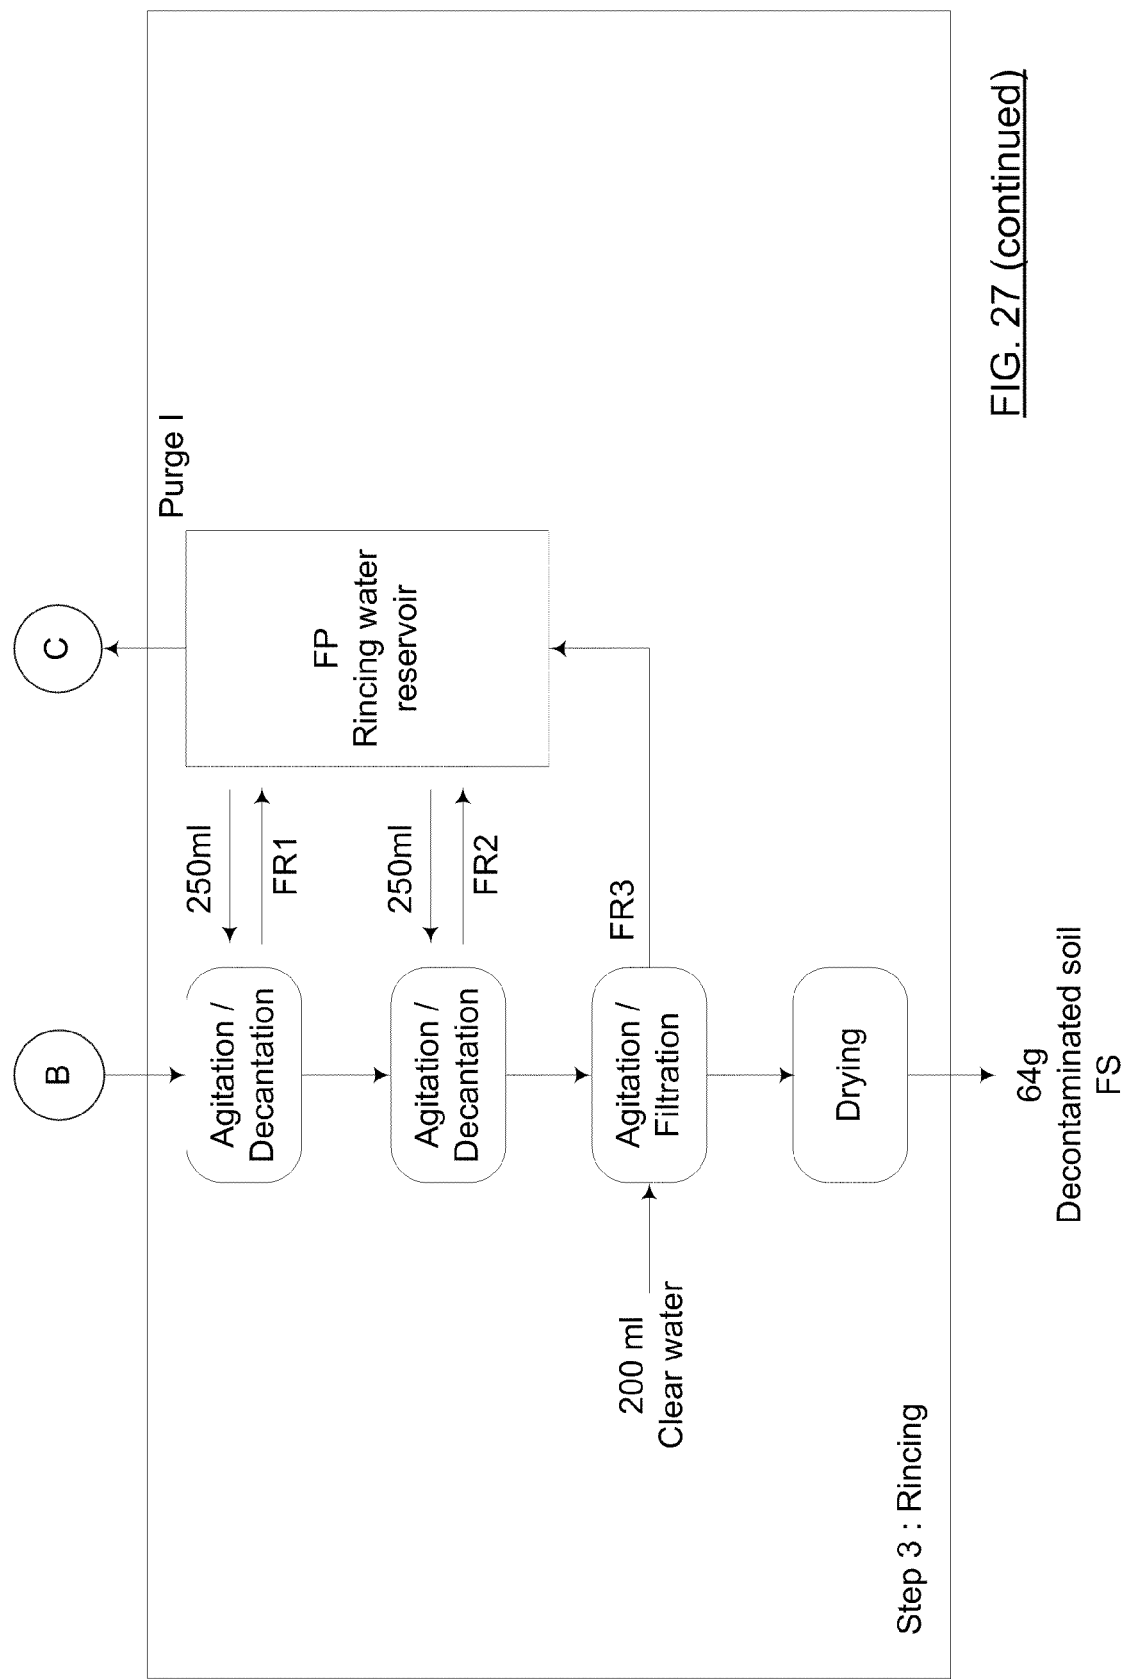 B
C
Purge I
Agitation /
Decantation
250ml
FR1
FP
Rincing water
reservoir
Agitation /
Decantation
250ml
FR2
200 ml
Clear water
Agitation /
Filtration
FR3
Drying
Step 3 : Rincing
64g
Decontaminated soil
FS
FIG. 27 (continued)